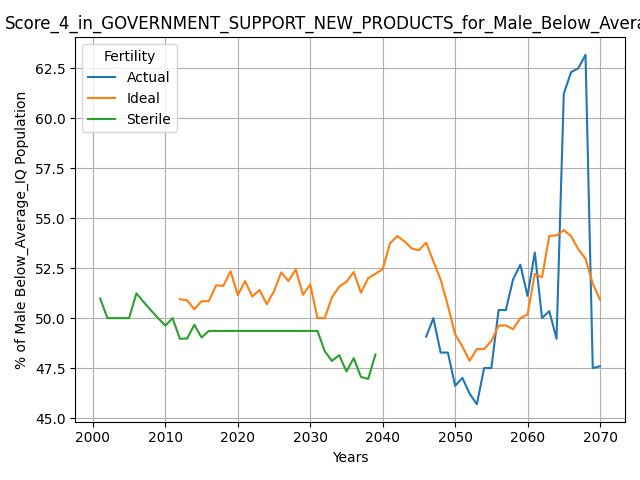 Score_4_in_GOVERNMENT_SUPPORT_NEW_PRODUCTS_for_Male_Below_Avera
Fertility
Actual
Ideal
Sterile
% of Male Below_Average_IQ Population
62.5
60.0
57.5
55.0
52.5
50.0
47.5
45.0
2000 2010 2020 2030 2040 2050 2060 2070
Years